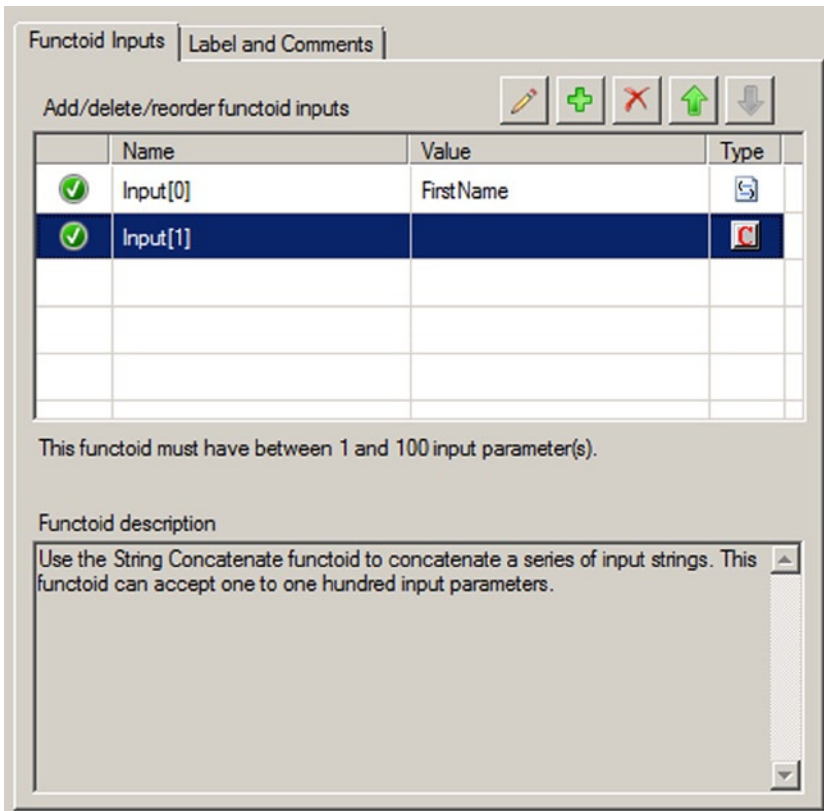 Functoid Inputs Label and Comments
Add/delete/reorder functoid inputs
Name Value Type
Input[0] FirstName
Input[1] C
This functoid must have between 1 and 100 input parameter(s).
Functoid description
Use the String Concatenate functoid to concatenate a series of input strings. This
functoid can accept one to one hundred input parameters.